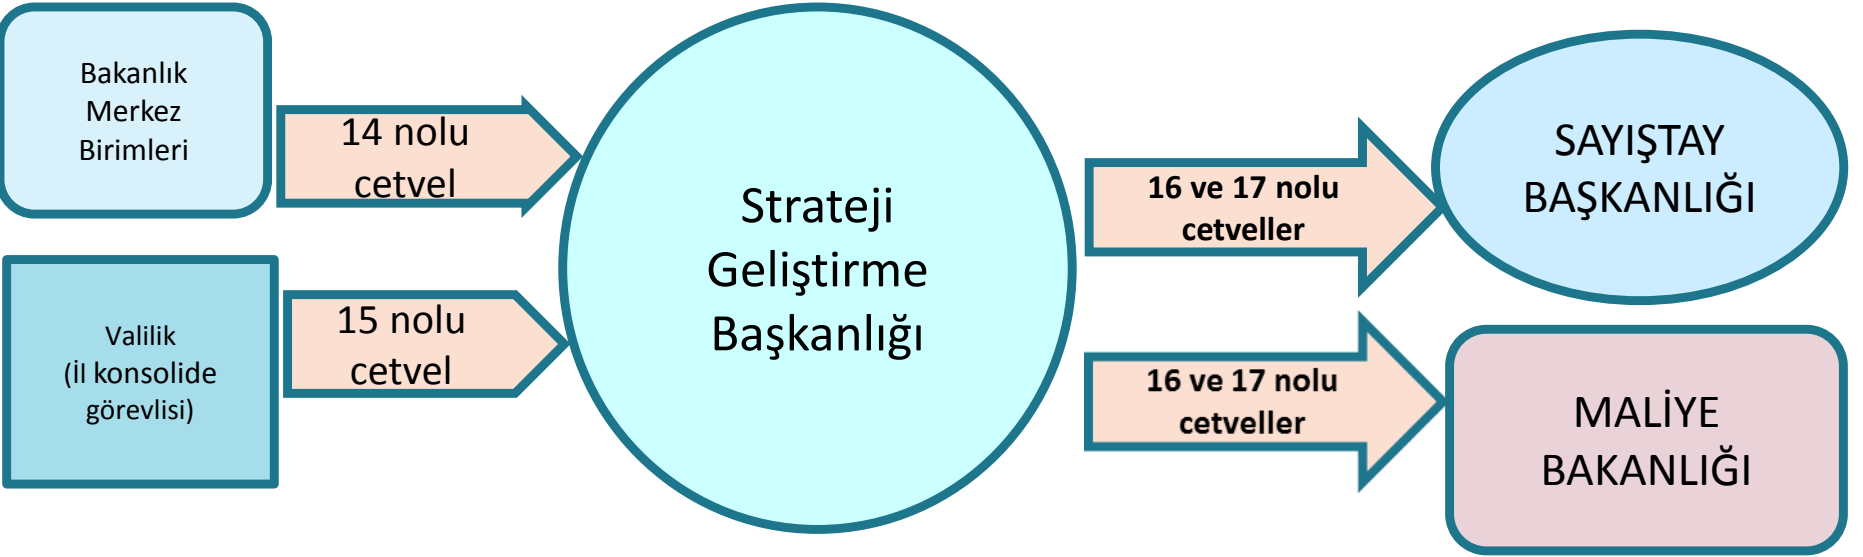 Bakanlık
Merkez
Birimleri
14 nolu
cetvel
Valilik
(İl konsolide
görevlisi)
15 nolu
cetvel
Strateji
Geliştirme
Başkanlığı
16 ve 17 nolu
cetveller
SAYIŞTAY
BAŞKANLIĞI
16 ve 17 nolu
cetveller
MALİYE
BAKANLIĞI